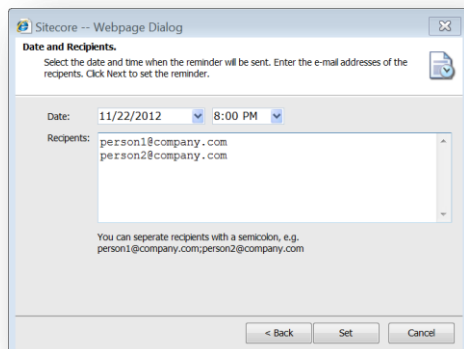 Sitecore -- Webpage Dialog
Date and Recipients.
Select the date and time when the reminder will be sent. Enter the e-mail addresses of the
recipents. Click Next to set the reminder.
Date: 11/22/2012 8:00 PM
Recipents: person1@company.com
person2@company.com
You can seperate recipients with a semicolon, e.g.
person1@company.com;person2@company.com
< Back Set Cancel